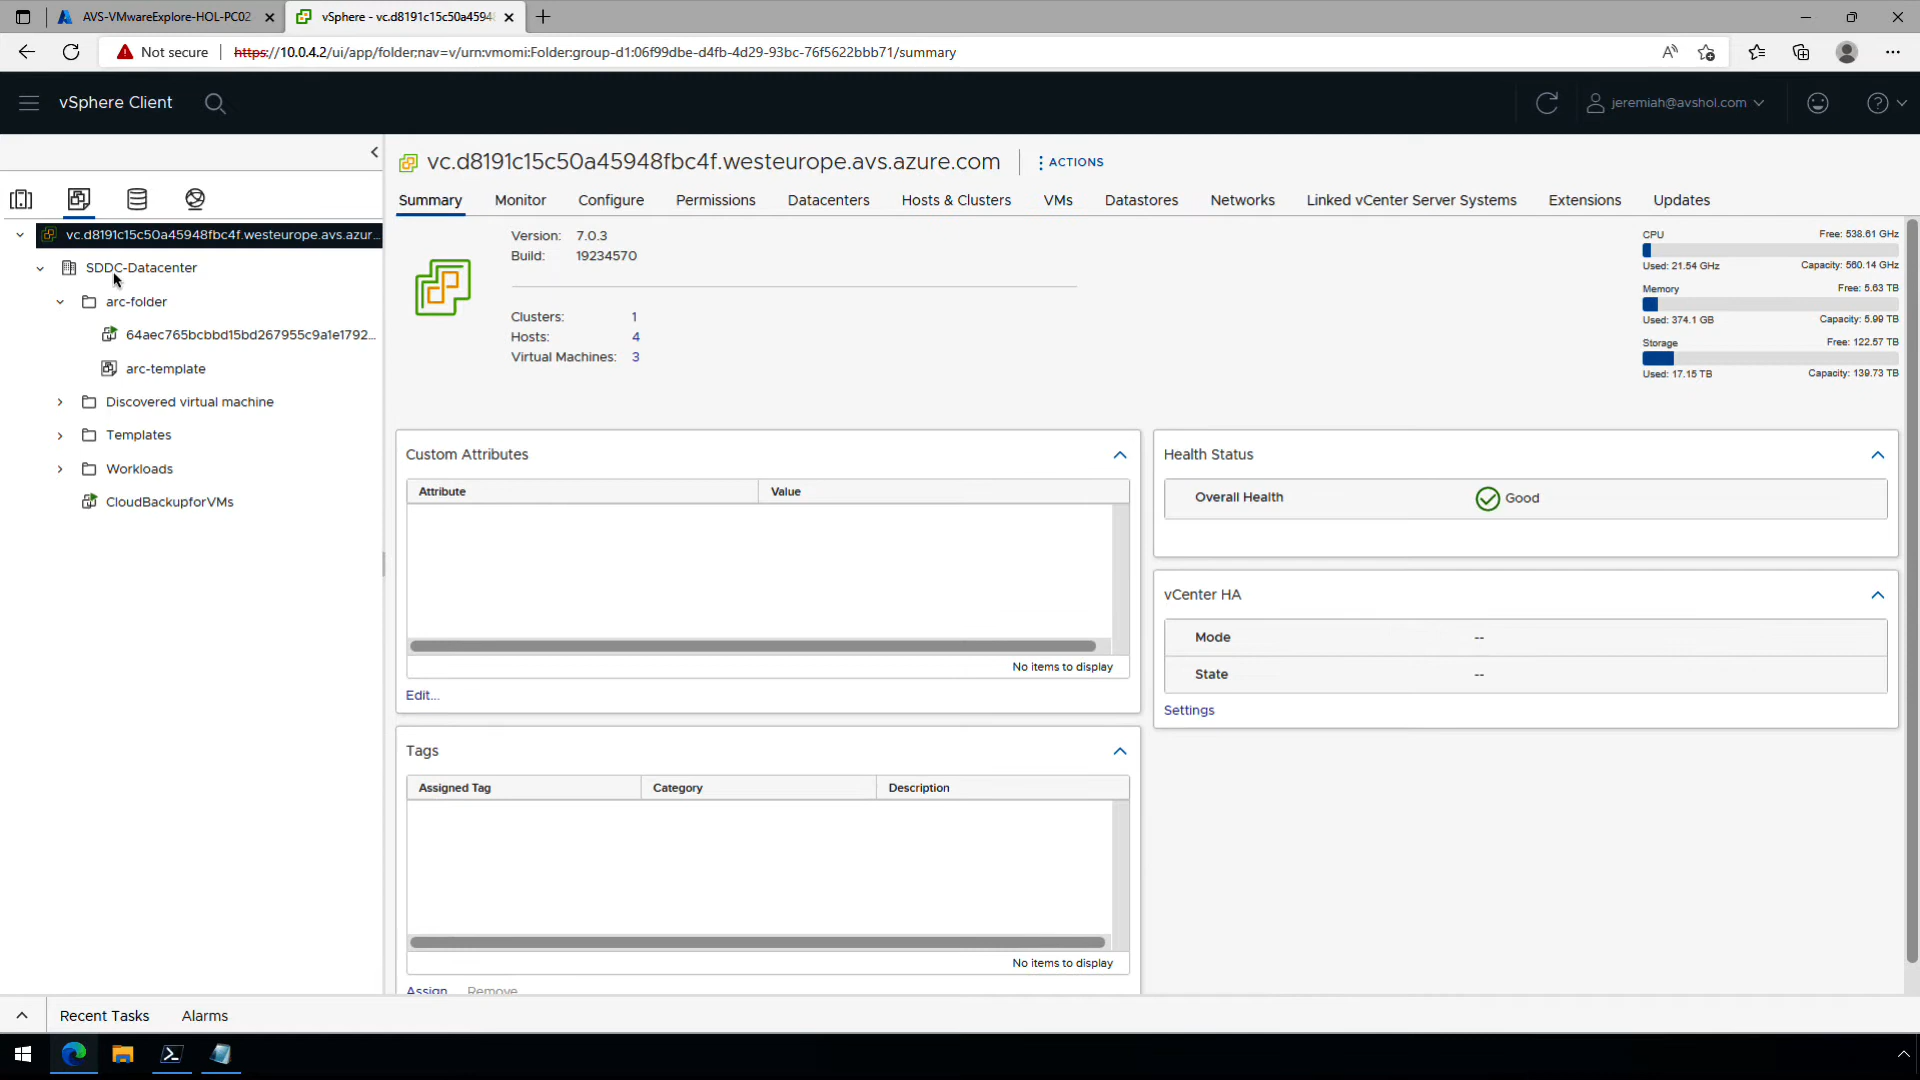 AVS-VMwareExplore-HOL-PC02
vSphere - vc.d8191c15c50a4594
Not secure
https://10.0.4.2/ui/app/folder;nav=v/urn:vmomi:Folder:group-d1:06f99dbe-d4fb-4d29-93bc-76f5622bbb71/summary
vSphere Client
jeremiah@avshol.com
vc.d8191c15c50a45948fbc4f.westeurope.avs.azure.com
ACTIONS
Summary
Monitor
Configure
Permissions
Datacenters
Hosts & Clusters
VMs
Datastores
Networks
Linked vCenter Server Systems
Extensions
Updates
vc.d8191c15c50a45948fbc4f.westeurope.avs.azur...
SDDC-Datacenter
arc-folder
64aec765bcbbd15bd267955c9a1e1792...
arc-template
Discovered virtual machine
Templates
Workloads
CloudBackupforVMs
Version: 7.0.3
Build: 19234570
Clusters: 1
Hosts: 4
Virtual Machines: 3
CPU Free: 538.61 GHz
Used: 21.54 GHz Capacity: 560.14 GHz
Memory Free: 5.63 TB
Used: 374.1 GB Capacity: 5.99 TB
Storage Free: 122.57 TB
Used: 17.15 TB Capacity: 139.73 TB
Custom Attributes
Attribute Value
No items to display
Edit...
Tags
Assigned Tag Category Description
No items to display
Assign Remove
Health Status
Overall Health Good
vCenter HA
Mode --
State --
Settings
Recent Tasks Alarms